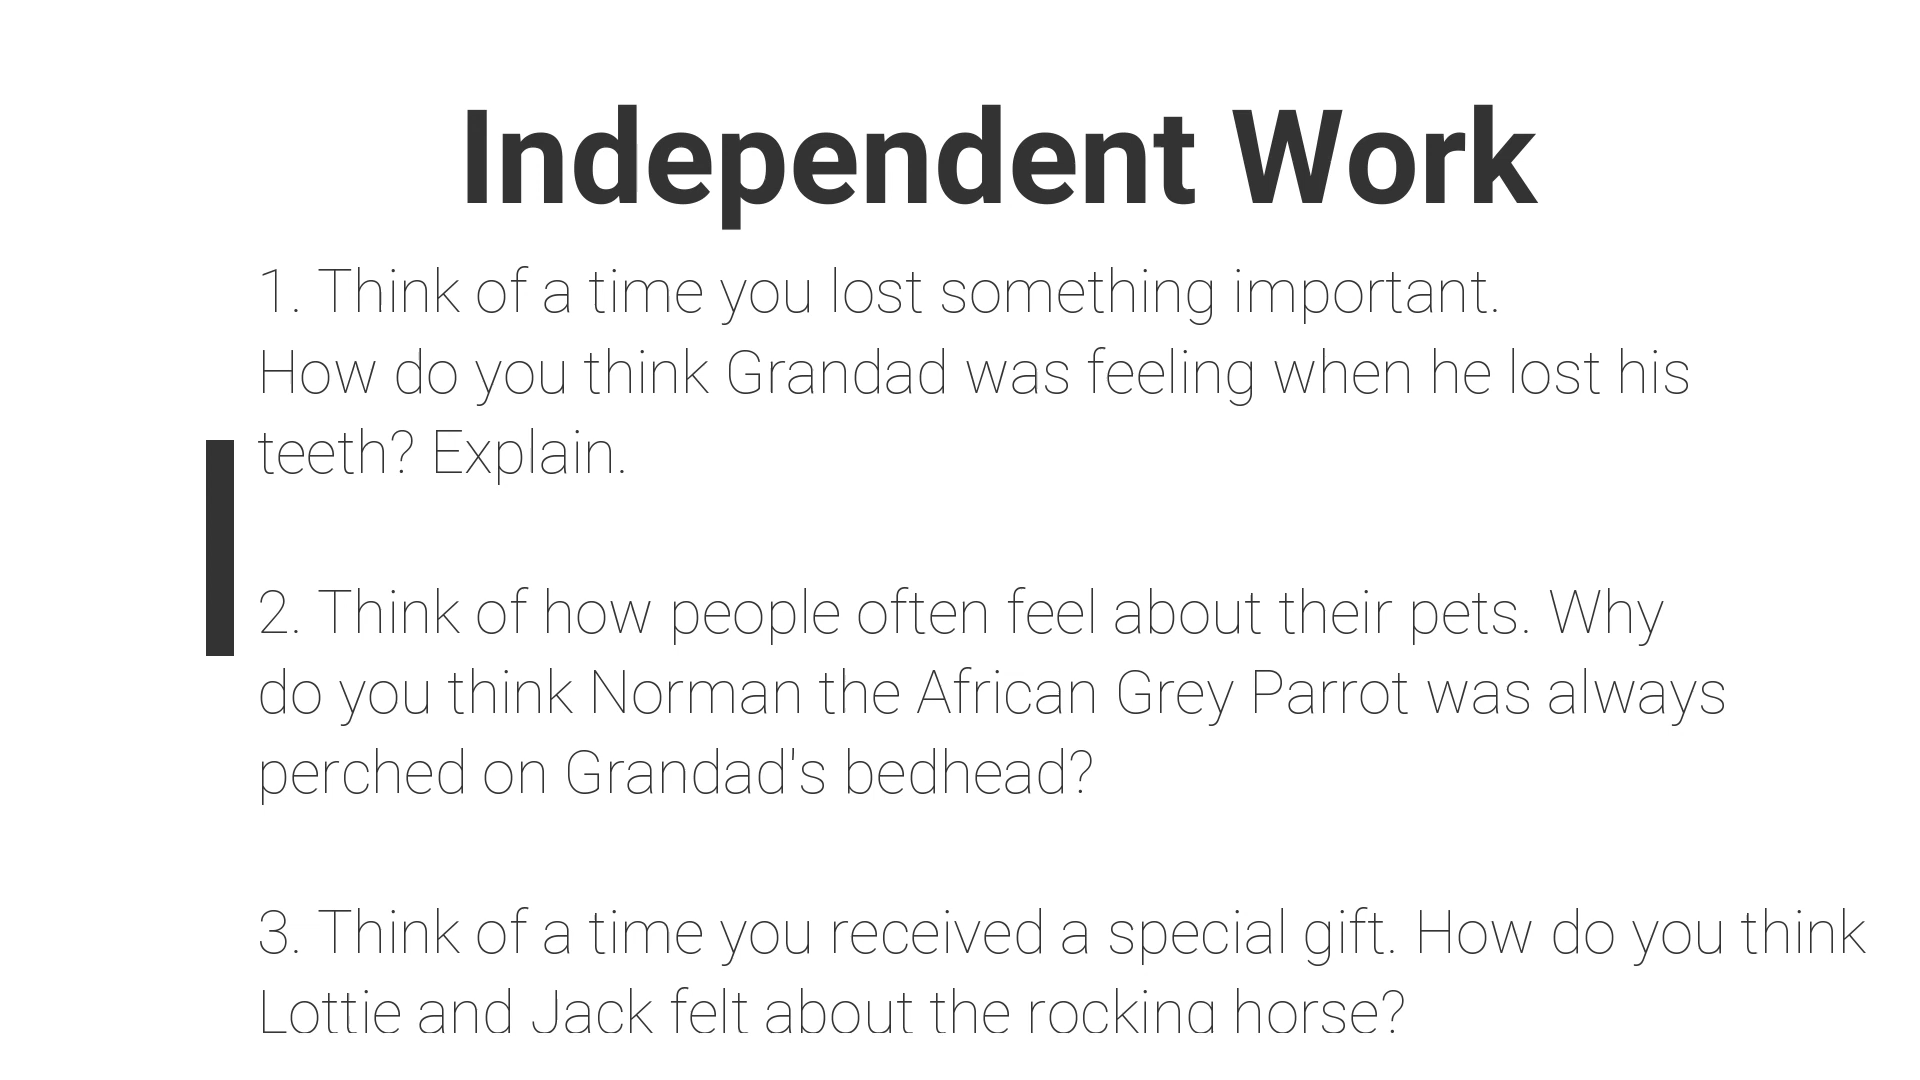 Independent Work
1. Think of a time you lost something important.
How do you think Grandad was feeling when he lost his
teeth? Explain.
2. Think of how people often feel about their pets. Why
do you think Norman the African Grey Parrot was always
perched on Grandad's bedhead?
3. Think of a time you received a special gift. How do you think
Lottie and Jack felt about the rocking horse?